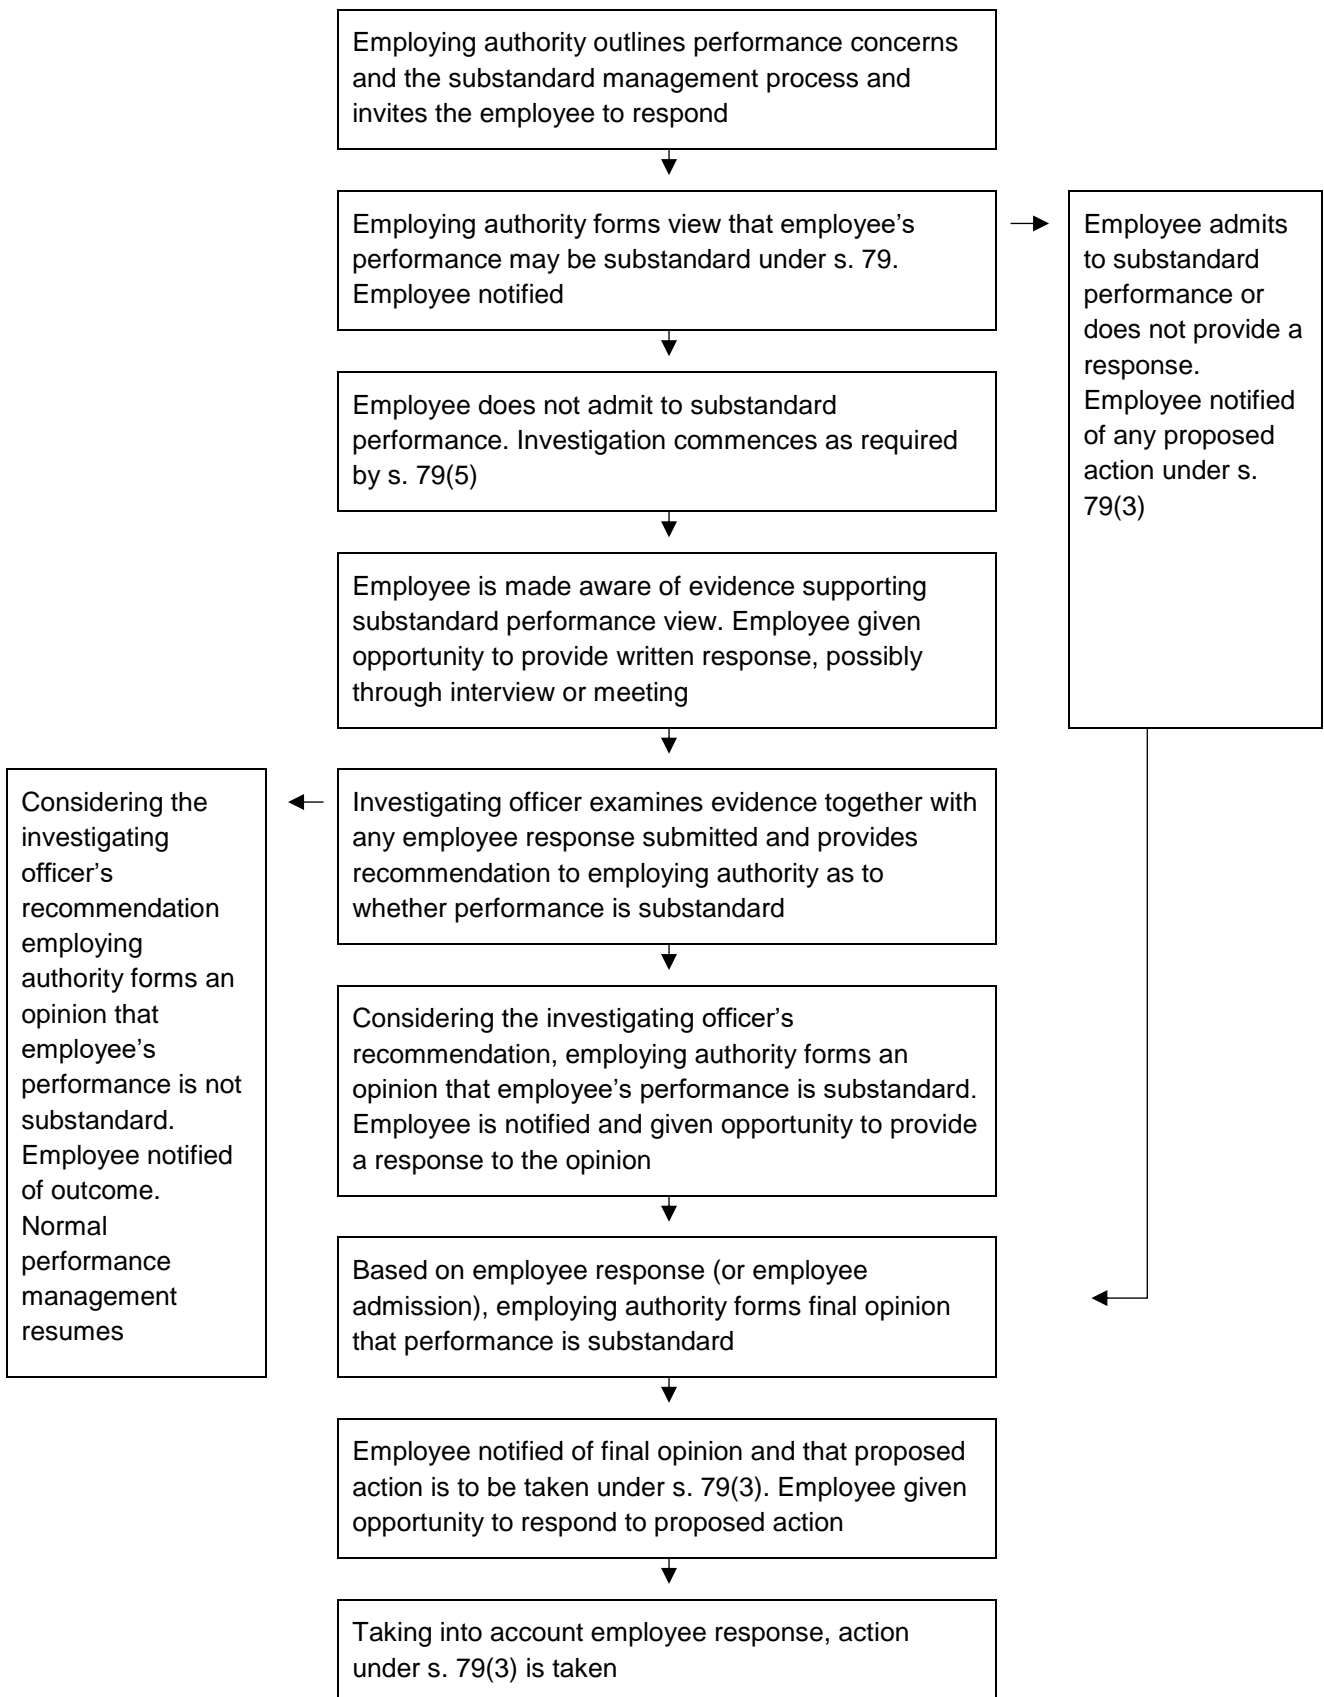 Employing authority outlines performance concerns
and the substandard management process and
invites the employee to respond
Employing authority forms view that employee’s
performance may be substandard under s. 79.
Employee notified
Employee admits
to substandard
performance or
does not provide a
response.
Employee notified
of any proposed
action under s.
79(3)
Employee does not admit to substandard
performance. Investigation commences as required
by s. 79(5)
Employee is made aware of evidence supporting
substandard performance view. Employee given
opportunity to provide written response, possibly
through interview or meeting
Investigating officer examines evidence together with
any employee response submitted and provides
recommendation to employing authority as to
whether performance is substandard
Considering the
investigating
officer’s
recommendation
employing
authority forms an
opinion that
employee’s
performance is not
substandard.
Employee notified
of outcome.
Normal
performance
management
resumes
Considering the investigating officer’s
recommendation, employing authority forms an
opinion that employee’s performance is substandard.
Employee is notified and given opportunity to provide
a response to the opinion
Based on employee response (or employee
admission), employing authority forms final opinion
that performance is substandard
Employee notified of final opinion and that proposed
action is to be taken under s. 79(3). Employee given
opportunity to respond to proposed action
Taking into account employee response, action
under s. 79(3) is taken